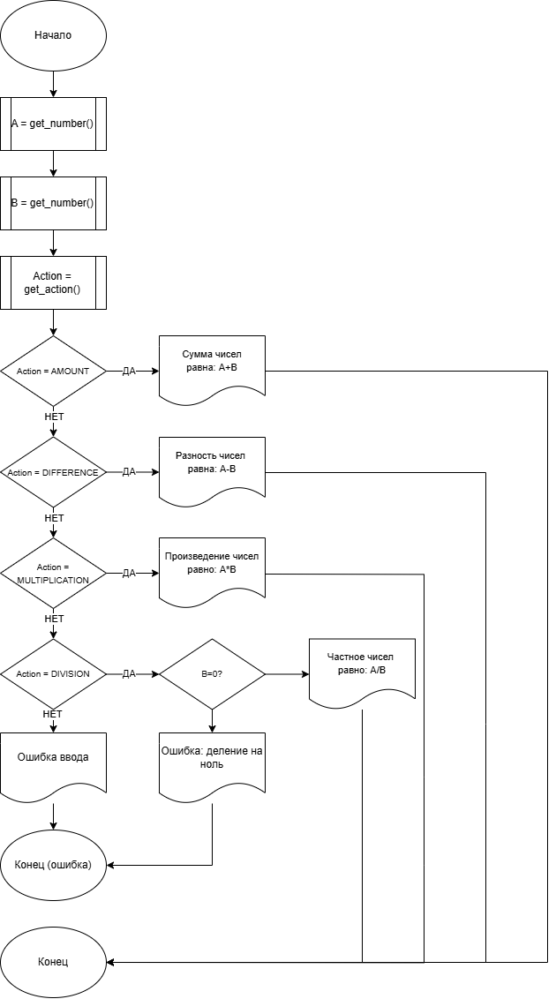 Начало
A = get_number()
B = get_number()
Action =
get_action()
Action = AMOUNT
ДА
Сумма чисел
равна: A+B
НЕТ
Action = DIFFERENCE
ДА
Разность чисел
равна: A-B
НЕТ
Action =
MULTIPLICATION
ДА
Произведение чисел
равно: A*B
НЕТ
Action = DIVISION
ДА
B=0?
Частное чисел
равно: A/B
НЕТ
Ошибка ввода
Ошибка: деление на
ноль
Конец (ошибка)
Конец